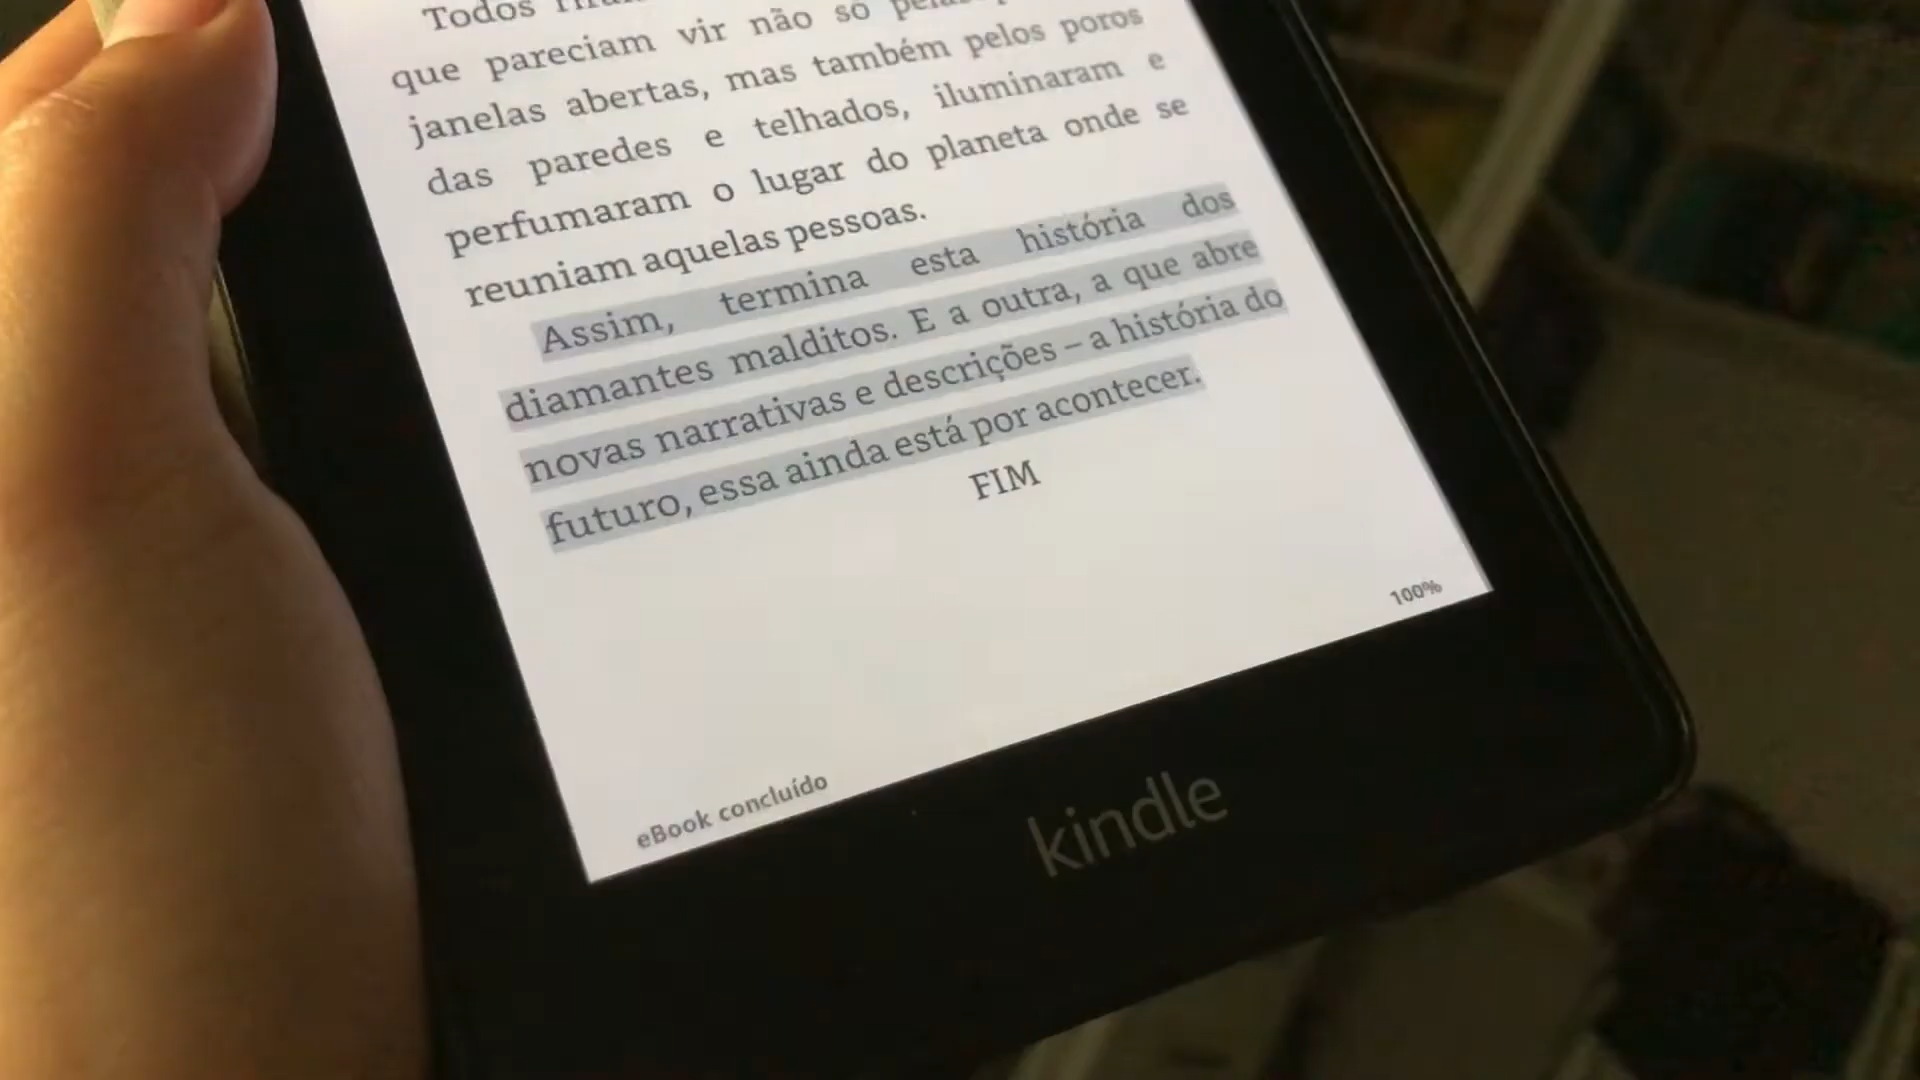 Todos
que pareciam vir não só
janelas abertas, mas também pelos poros
das paredes e telhados, iluminaram e
perfumaram o lugar do planeta onde se
reuniam aquelas pessoas.
Assim, termina esta história dos
diamantes malditos. E a outra, a que abre
novas narrativas e descrições – a história do
futuro, essa ainda está por acontecer.
FIM
eBook concluído
100%
kindle